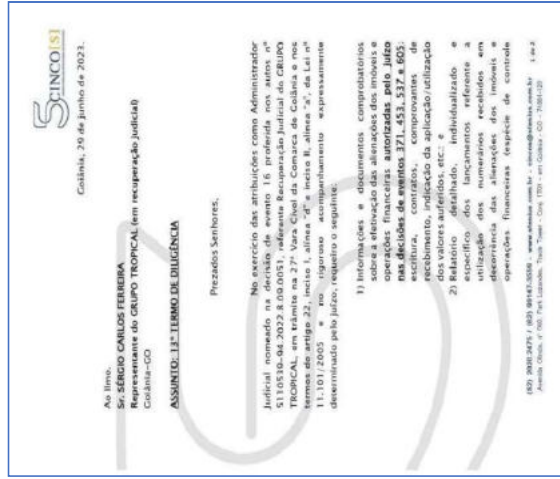 5CINCO[S]
Goiânia, 29 de junho de 2023.
Ao Ilmo.
Sr. SÉRGIO CARLOS FERREIRA
Representante do GRUPO TROPICAL (em recuperação judicial)
Goiânia-GO
ASSUNTO: 13º TERMO DE DILIGÊNCIA
Prezados Senhores,
No exercício das atribuições como Administrador
Judicial nomeado na decisão de evento 16 proferida nos autos nº
5110539-94.2022.8.09.0051, referente Recuperação Judicial do GRUPO
TROPICAL, em trâmite na 27ª Vara Cível da Comarca de Goiânia e nos
termos do artigo 22, inciso I, alínea "d" e inciso II, alínea "a", da Lei nº
11.101/2005 e no rigoroso acompanhamento expressamente
determinado pelo juízo, requeiro o seguinte:
1) Informações e documentos comprobatórios
sobre a efetivação das alienações dos imóveis e
operações financeiras autorizadas pelo juízo
nas decisões de eventos 371, 453, 537 e 605:
escritura, contratos, comprovantes de
recebimento, indicação da aplicação/utilização
dos valores auferidos, etc.; e
2) Relatório detalhado, individualizado e
específico dos lançamentos referente a
utilização dos numerários recebidos em
decorrência das alienações dos imóveis e
operações financeiras (espécie de controle